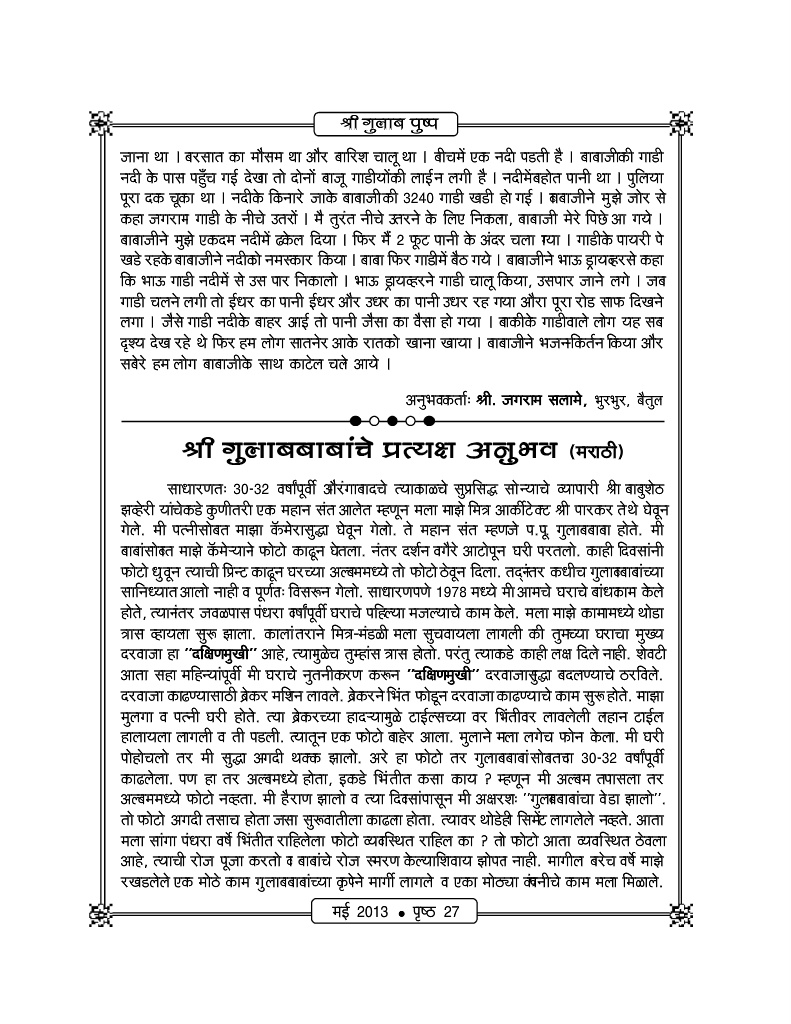 श्री गुलाब पुष्प
जाना था । बरसात का मौसम था और बारिश चालू था । बीचमें एक नदी पडती है । बाबाजीकी गाडी
नदी के पास पहुँच गई देखा तो दोनों बाजू गाडीयोंकी लाईन लगी है । नदीमेंबहोत पानी था । पुलिया
पूरा दक चूका था । नदीके किनारे जाके बाबाजीकी 3240 गाडी खडी हो गई । बाबाजीने मुझे जोर से
कहा जगराम गाडी के नीचे उतरों । मै तुरंत नीचे उतरने के लिए निकला, बाबाजी मेरे पिछे आ गये ।
बाबाजीने मुझे एकदम नदीमें ढकेल दिया । फिर मैं 2 फूट पानी के अंदर चला गया । गाडीके पायरी पे
खडे रहके बाबाजीने नदीको नमस्कार किया । बाबा फिर गाडीमें बैठ गये । बाबाजीने भाऊ ड्रायव्हरसे कहा
कि भाऊ गाडी नदीमें से उस पार निकालो । भाऊ ड्रायव्हरने गाडी चालू किया, उसपार जाने लगे । जब
गाडी चलने लगी तो ईधर का पानी ईधर और उधर का पानी उधर रह गया औरा पूरा रोड साफ दिखने
लगा । जैसे गाडी नदीके बाहर आई तो पानी जैसा का वैसा हो गया । बाकीके गाडीवाले लोग यह सब
दृश्य देख रहे थे फिर हम लोग सातनेर आके रातको खाना खाया । बाबाजीने भजन-किर्तन किया और
सबेरे हम लोग बाबाजीके साथ काटेल चले आये ।
अनुभवकर्ताः श्री. जगराम सलामे, भुरभुर, बैतुल
श्री गुलाबबाबांचे प्रत्यक्ष अनुभव (मराठी)
साधारणतः 30-32 वर्षांपूर्वी औरंगाबादचे त्याकाळचे सुप्रसिद्ध सोन्याचे व्यापारी श्री बाबुशेठ
झव्हेरी यांचेकडे कुणीतरी एक महान संत आलेत म्हणून मला माझे मित्र आर्कीटेक्ट श्री पारकर तेथे घेवून
गेले. मी पत्नीसोबत माझा कॅमेरासुद्धा घेवून गेलो. ते महान संत म्हणजे प.पू. गुलाबबाबा होते. मी
बाबांसोबत माझे कॅमेऱ्याने फोटो काढून घेतला. नंतर दर्शन वगैरे आटोपून घरी परतलो. काही दिवसांनी
फोटो धुवून त्याची प्रिन्ट काढून घरच्या अल्बममध्ये तो फोटो ठेवून दिला. तद्नंतर कधीच गुलाबबाबांच्या
सानिध्यात आलो नाही व पूर्णतः विसरून गेलो. साधारणपणे 1978 मध्ये मी आमचे घराचे बांधकाम केले
होते, त्यानंतर जवळपास पंधरा वर्षांपूर्वी घराचे पहिल्या मजल्याचे काम केले. मला माझे कामामध्ये थोडा
त्रास व्हायला सुरू झाला. कालांतराने मित्र-मंडळी मला सुचवायला लागली की तुमच्या घराचा मुख्य
दरवाजा हा "दक्षिणमुखी" आहे, त्यामुळेच तुम्हांस त्रास होतो. परंतु त्याकडे काही लक्ष दिले नाही. शेवटी
आता सहा महिन्यांपूर्वी मी घराचे नुतनीकरण करून "दक्षिणमुखी" दरवाजासुद्धा बदलण्याचे ठरविले.
दरवाजा काढण्यासाठी ब्रेकर मशिन लावले. ब्रेकरने भिंत फोडून दरवाजा काढण्याचे काम सुरू होते. माझा
मुलगा व पत्नी घरी होते. त्या ब्रेकरच्या हादऱ्यामुळे टाईल्सच्या वर भिंतीवर लावलेली लहान टाईल
हालायला लागली व ती पडली. त्यातून एक फोटो बाहेर आला. मुलाने मला लगेच फोन केला. मी घरी
पोहोचलो तर मी सुद्धा अगदी थक्क झालो. अरे हा फोटो तर गुलाबबाबांसोबतचा 30-32 वर्षांपूर्वी
काढलेला. पण हा तर अल्बमध्ये होता, इकडे भिंतीत कसा काय ? म्हणून मी अल्बम तपासला तर
अल्बममध्ये फोटो नव्हता. मी हैराण झालो व त्या दिवसांपासून मी अक्षरशः "गुलाबबाबांचा वेडा झालो".
तो फोटो अगदी तसाच होता जसा सुरूवातीला काढला होता. त्यावर थोडेही सिमेंट लागलेले नव्हते. आता
मला सांगा पंधरा वर्षे भिंतीत राहिलेला फोटो व्यवस्थित राहिल का ? तो फोटो आता व्यवस्थित ठेवला
आहे, त्याची रोज पूजा करतो व बाबांचे रोज स्मरण केल्याशिवाय झोपत नाही. मागील बरेच वर्षे माझे
रखडलेले एक मोठे काम गुलाबबाबांच्या कृपेने मार्गी लागले व एका मोठ्या कंपनीचे काम मला मिळाले.
मई 2013 ● पृष्ठ 27